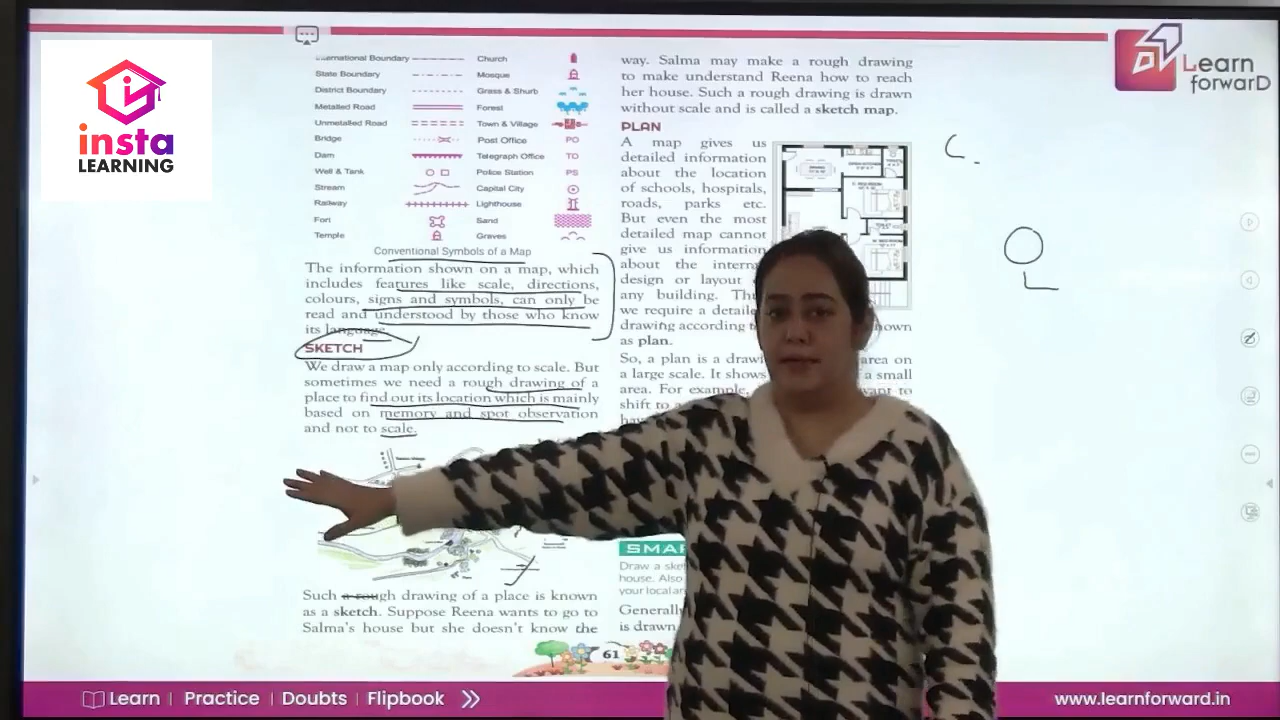 insta
LEARNING
Learn
forwarD
International Boundary
State Boundary
District Boundary
Metalled Road
Unmetalled Road
Bridge
Dam
Well & Tank
Stream
Railway
Fort
Temple
Church
Mosque
Grass & Shurb
Forest
Town & Village
Post Office PO
Telegraph Office TO
Police Station PS
Capital City
Lighthouse
Sand
Graves
Conventional Symbols of a Map
The information shown on a map, which
includes features like scale, directions,
colours, signs and symbols, can only be
read and understood by those who know
its language.
SKETCH
We draw a map only according to scale. But
sometimes we need a rough drawing of a
place to find out its location which is mainly
based on memory and spot observation
and not to scale.
Such a rough drawing of a place is known
as a sketch. Suppose Reena wants to go to
Salma's house but she doesn't know the
way. Salma may make a rough drawing
to make understand Reena how to reach
her house. Such a rough drawing is drawn
without scale and is called a sketch map.
PLAN
A map gives us
detailed information
about the location
of schools, hospitals,
roads, parks etc.
But even the most
detailed map cannot
give us information
about the
design or layout
any building.
we require a
drawing according
as plan.
So, a plan is a area on
a large scale. It shows a small
area. For example,
shift to
Draw a
house. Also
your local
is drawn
61
Learn | Practice | Doubts | Flipbook
www.learnforward.in